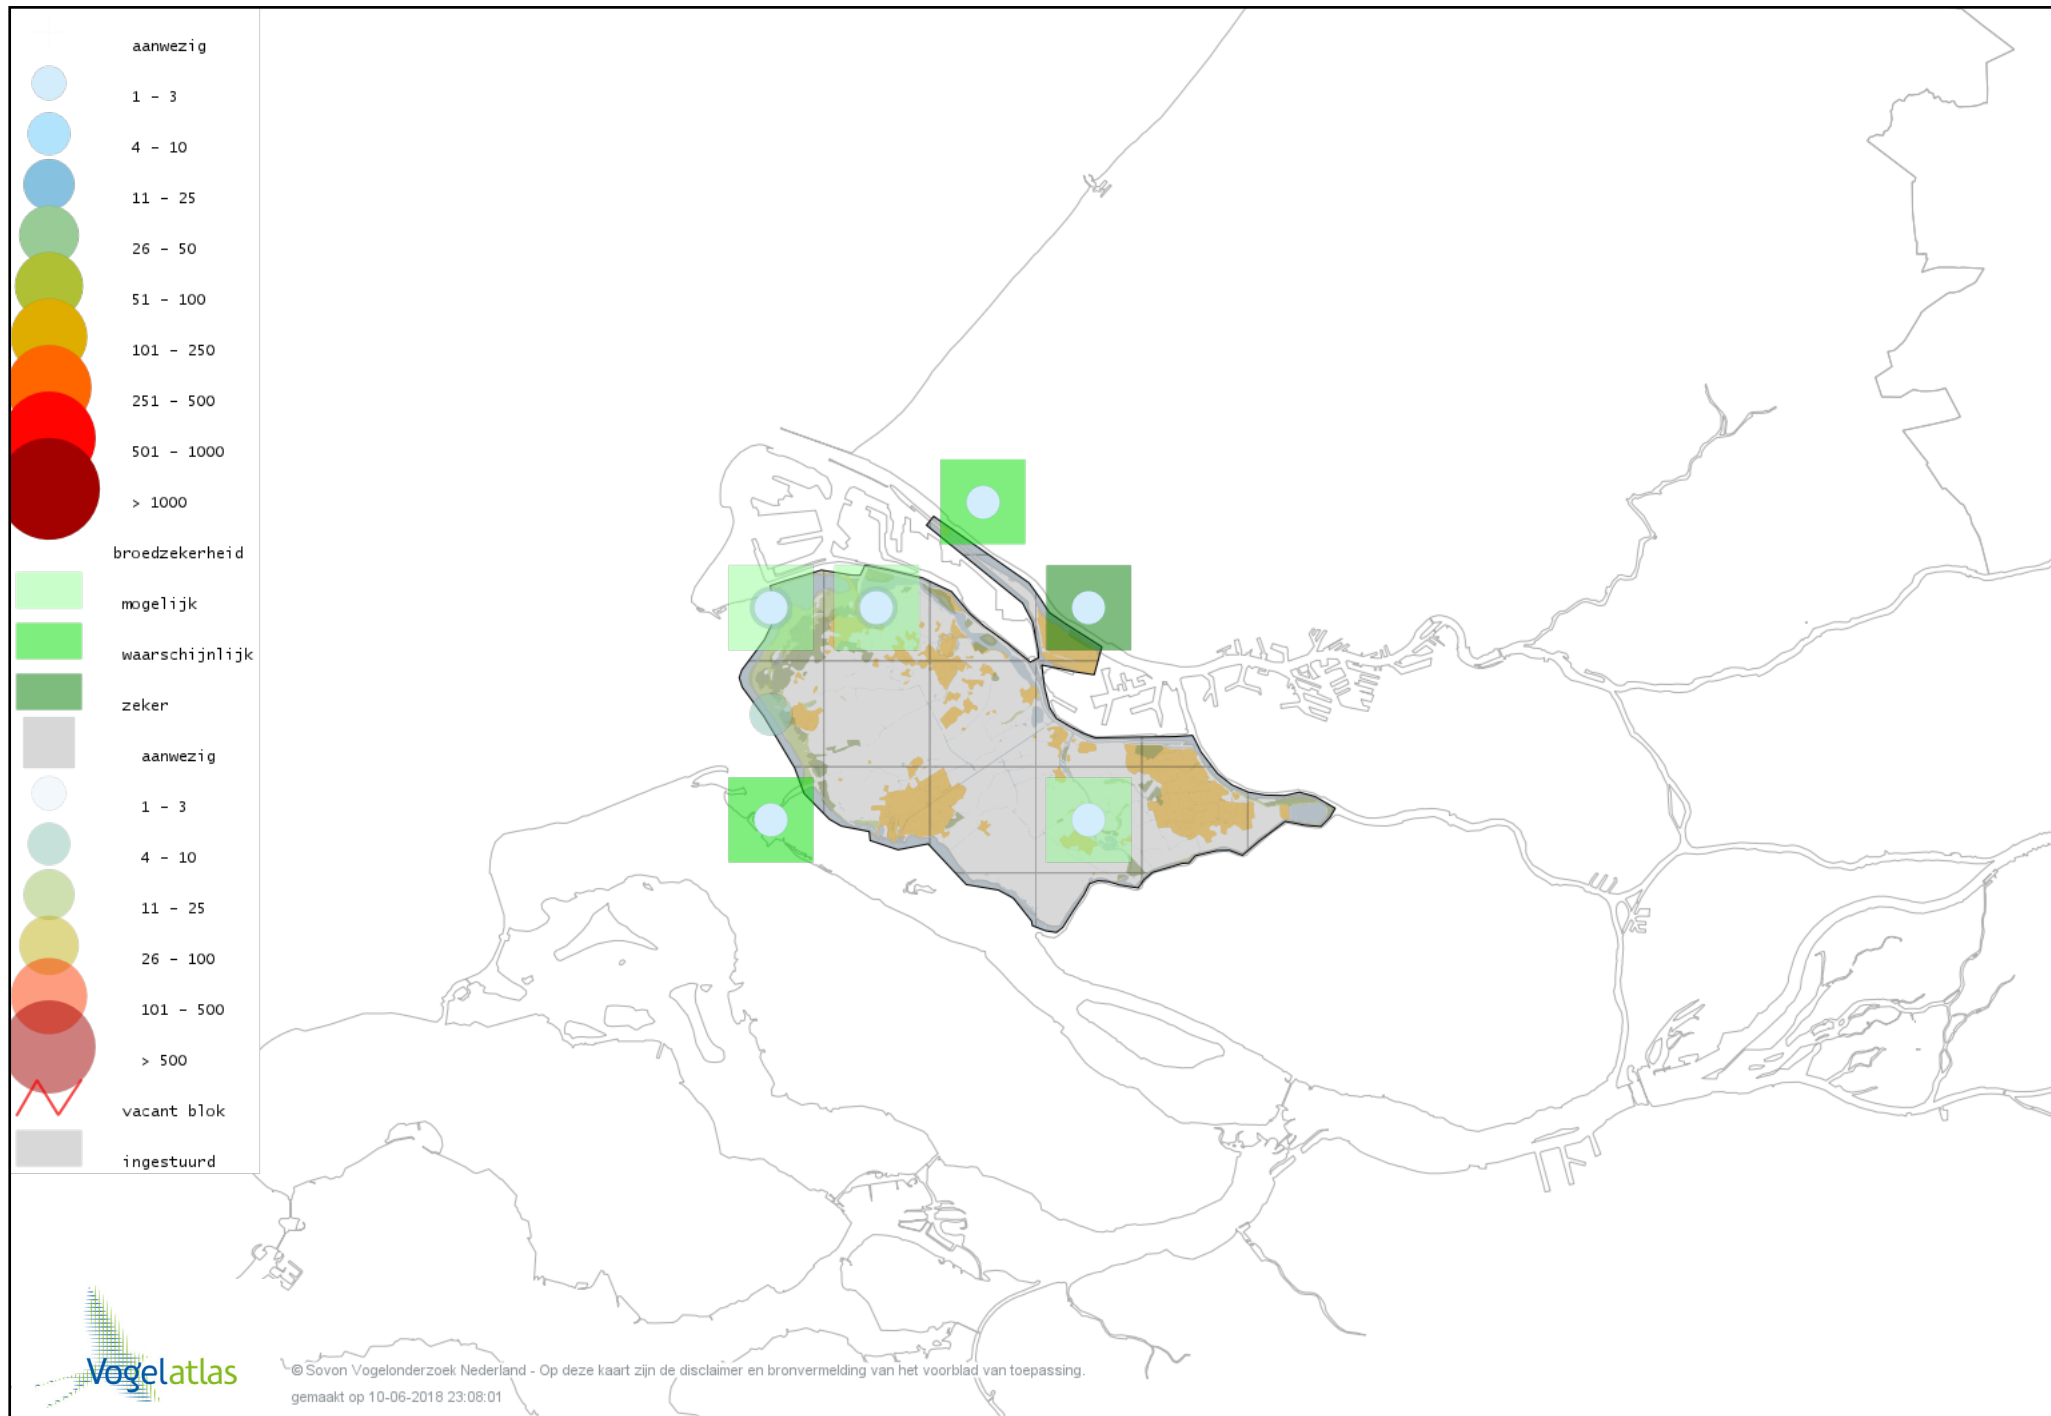 aanwezig
1 - 3
4 - 10
11 - 25
26 - 50
51 - 100
101 - 250
251 - 500
501 - 1000
> 1000
broedzekerheid
mogelijk
waarschijnlijk
zeker
aanwezig
1 - 3
4 - 10
11 - 25
26 - 100
101 - 500
> 500
vacant blok
ingestuurd
Vogelatlas
© Sovon Vogelonderzoek Nederland - Op deze kaart zijn de disclaimer en bronvermelding van het voorblad van toepassing.
gemaakt op 10-06-2018 23:08:01